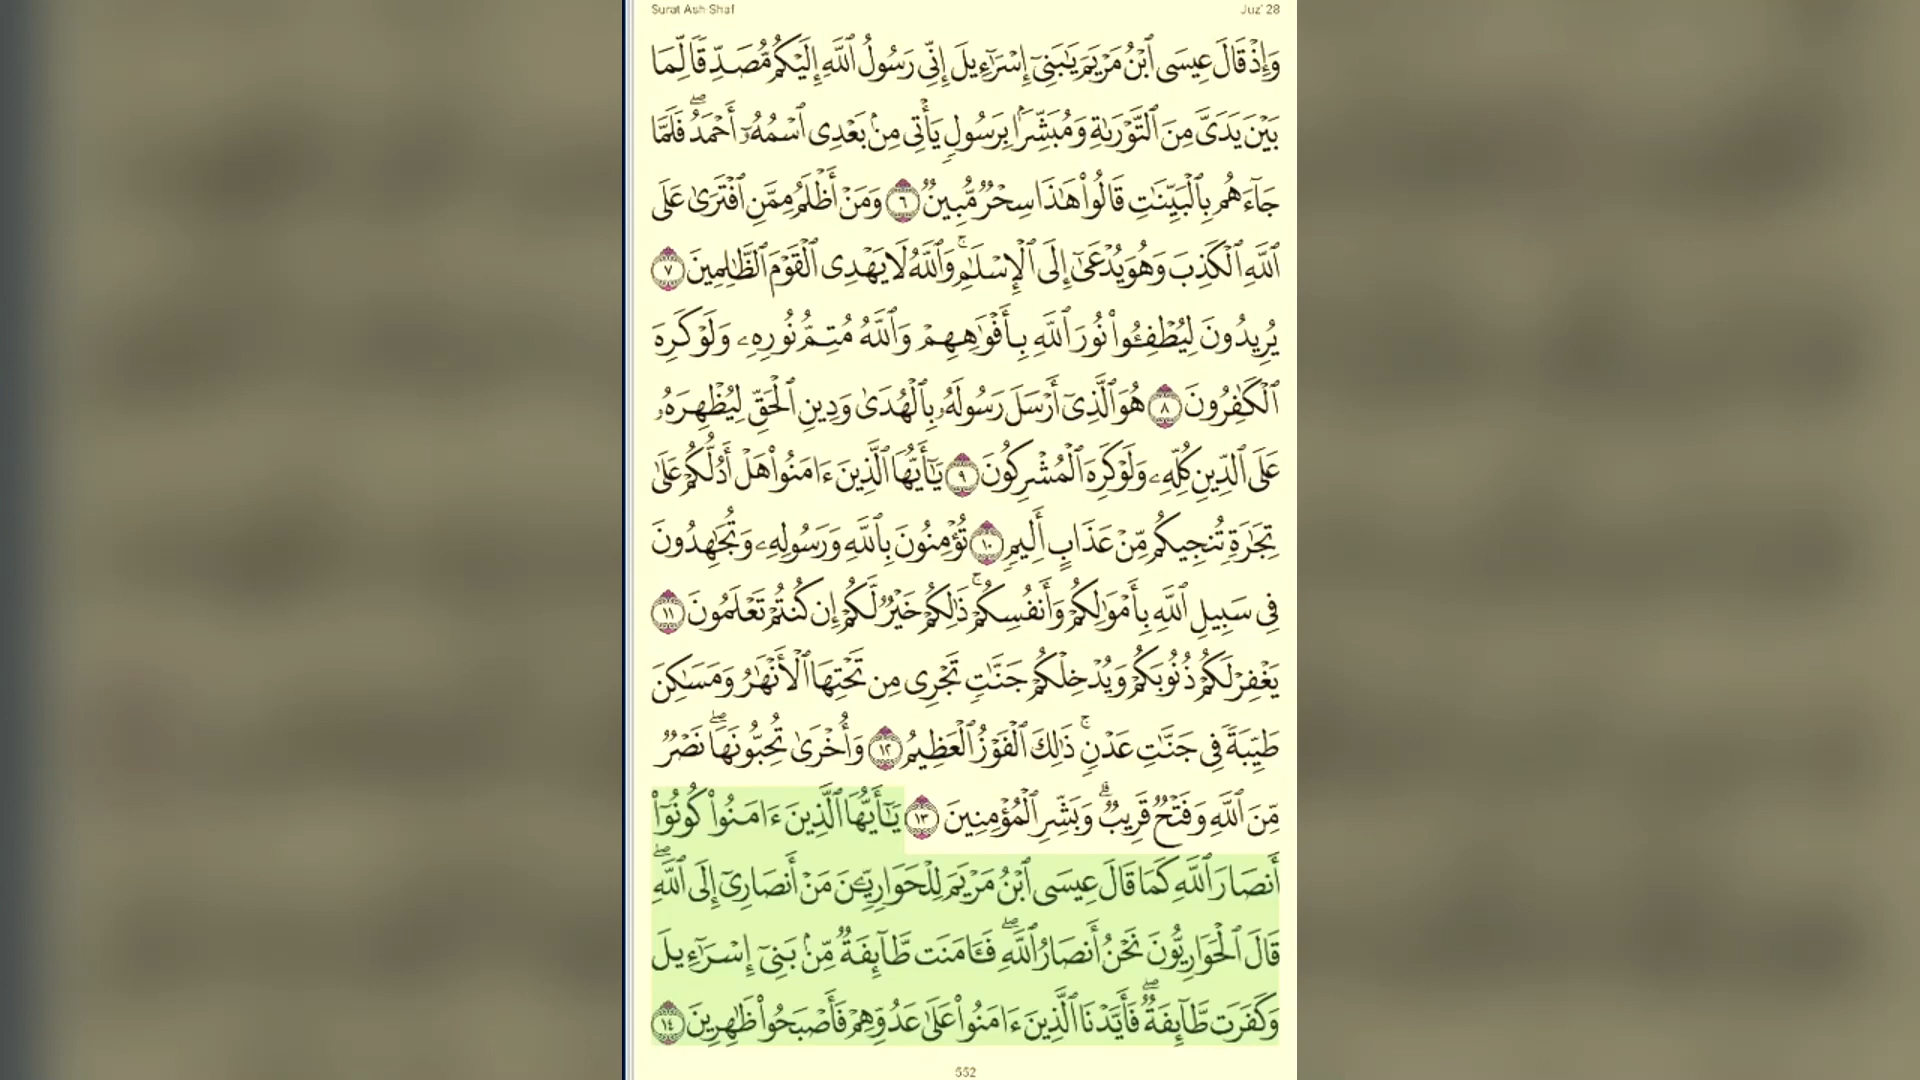 Surat Ash-Shaf Juz' 28
وَإِذْ قَالَ عِيسَى ٱبْنُ مَرْيَمَ يَـٰبَنِىٓ إِسْرَٰٓءِيلَ إِنِّى رَسُولُ ٱللَّهِ إِلَيْكُم مُّصَدِّقًا لِّمَا
بَيْنَ يَدَىَّ مِنَ ٱلتَّوْرَىٰةِ وَمُبَشِّرًۢا بِرَسُولٍ يَأْتِى مِنۢ بَعْدِى ٱسْمُهُۥٓ أَحْمَدُ ۖ فَلَمَّا
جَآءَهُم بِٱلْبَيِّنَـٰتِ قَالُوا۟ هَـٰذَا سِحْرٌ مُّبِينٌ ٦ وَمَنْ أَظْلَمُ مِمَّنِ ٱفْتَرَىٰ عَلَى
ٱللَّهِ ٱلْكَذِبَ وَهُوَ يُدْعَىٰٓ إِلَى ٱلْإِسْلَـٰمِ ۚ وَٱللَّهُ لَا يَهْدِى ٱلْقَوْمَ ٱلظَّـٰلِمِينَ ٧
يُرِيدُونَ لِيُطْفِـُٔوا۟ نُورَ ٱللَّهِ بِأَفْوَٰهِهِمْ وَٱللَّهُ مُتِمُّ نُورِهِۦ وَلَوْ كَرِهَ
ٱلْكَـٰفِرُونَ ٨ هُوَ ٱلَّذِىٓ أَرْسَلَ رَسُولَهُۥ بِٱلْهُدَىٰ وَدِينِ ٱلْحَقِّ لِيُظْهِرَهُۥ
عَلَى ٱلدِّينِ كُلِّهِۦ وَلَوْ كَرِهَ ٱلْمُشْرِكُونَ ٩ يَـٰٓأَيُّهَا ٱلَّذِينَ ءَامَنُوا۟ هَلْ أَدُلُّكُمْ عَلَىٰ
تِجَـٰرَةٍ تُنجِيكُم مِّنْ عَذَابٍ أَلِيمٍ ١٠ تُؤْمِنُونَ بِٱللَّهِ وَرَسُولِهِۦ وَتُجَـٰهِدُونَ
فِى سَبِيلِ ٱللَّهِ بِأَمْوَٰلِكُمْ وَأَنفُسِكُمْ ۚ ذَٰلِكُمْ خَيْرٌ لَّكُمْ إِن كُنتُمْ تَعْلَمُونَ ١١
يَغْفِرْ لَكُمْ ذُنُوبَكُمْ وَيُدْخِلْكُمْ جَنَّـٰتٍ تَجْرِى مِن تَحْتِهَا ٱلْأَنْهَـٰرُ وَمَسَـٰكِنَ
طَيِّبَةً فِى جَنَّـٰتِ عَدْنٍ ۚ ذَٰلِكَ ٱلْفَوْزُ ٱلْعَظِيمُ ١٢ وَأُخْرَىٰ تُحِبُّونَهَا ۖ نَصْرٌ
مِّنَ ٱللَّهِ وَفَتْحٌ قَرِيبٌ ۗ وَبَشِّرِ ٱلْمُؤْمِنِينَ ١٣ يَـٰٓأَيُّهَا ٱلَّذِينَ ءَامَنُوا۟ كُونُوٓا۟
أَنصَارَ ٱللَّهِ كَمَا قَالَ عِيسَى ٱبْنُ مَرْيَمَ لِلْحَوَارِيِّـۧنَ مَنْ أَنصَارِىٓ إِلَى ٱللَّهِ ۖ
قَالَ ٱلْحَوَارِيُّونَ نَحْنُ أَنصَارُ ٱللَّهِ ۖ فَـَٔامَنَت طَّآئِفَةٌ مِّنۢ بَنِىٓ إِسْرَٰٓءِيلَ
وَكَفَرَت طَّآئِفَةٌ ۖ فَأَيَّدْنَا ٱلَّذِينَ ءَامَنُوا۟ عَلَىٰ عَدُوِّهِمْ فَأَصْبَحُوا۟ ظَـٰهِرِينَ ١٤
552